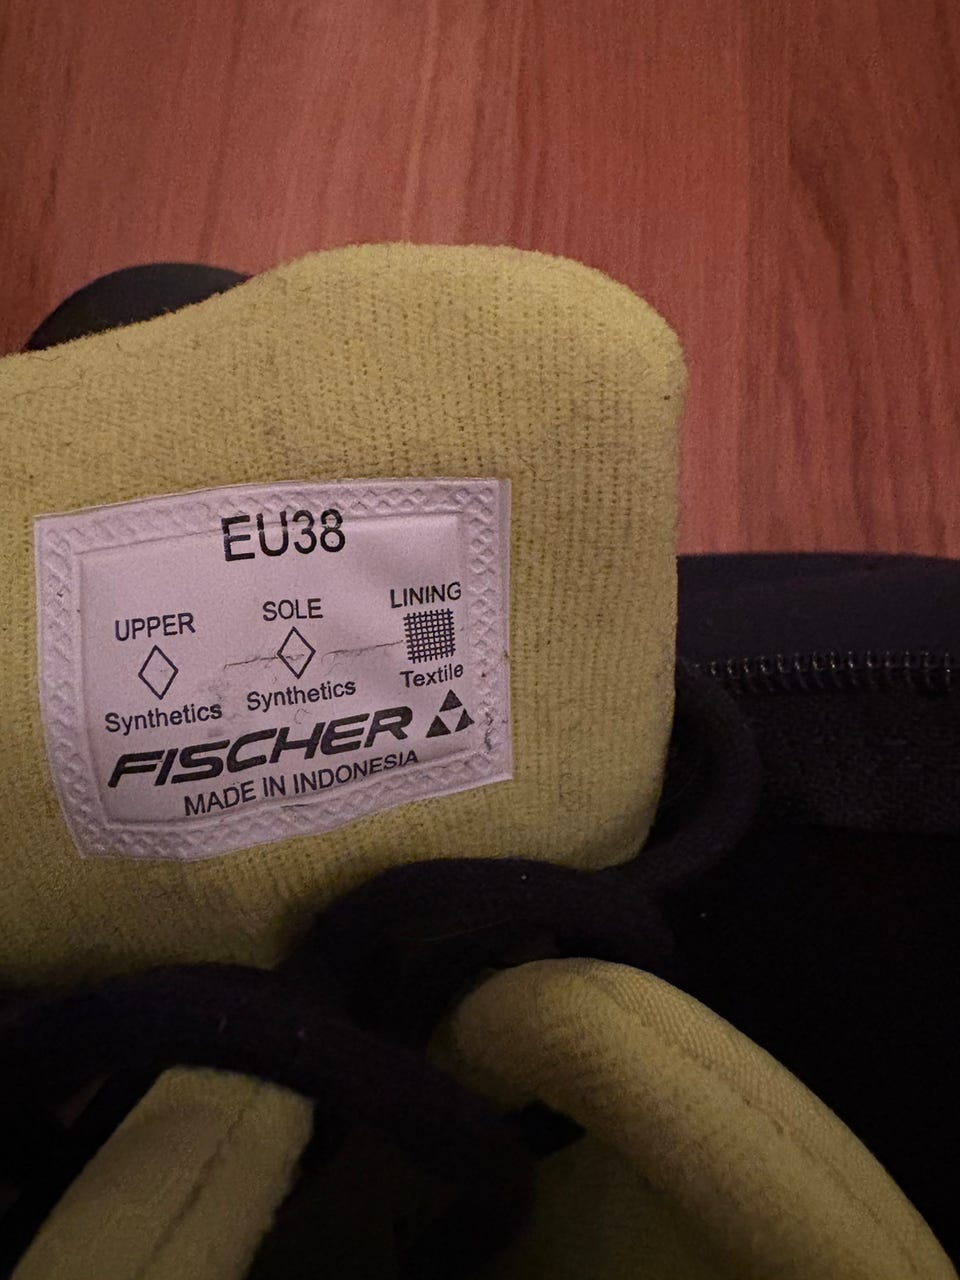 EU38
UPPER SOLE LINING
Synthetics Synthetics Textile
FISCHER
MADE IN INDONESIA